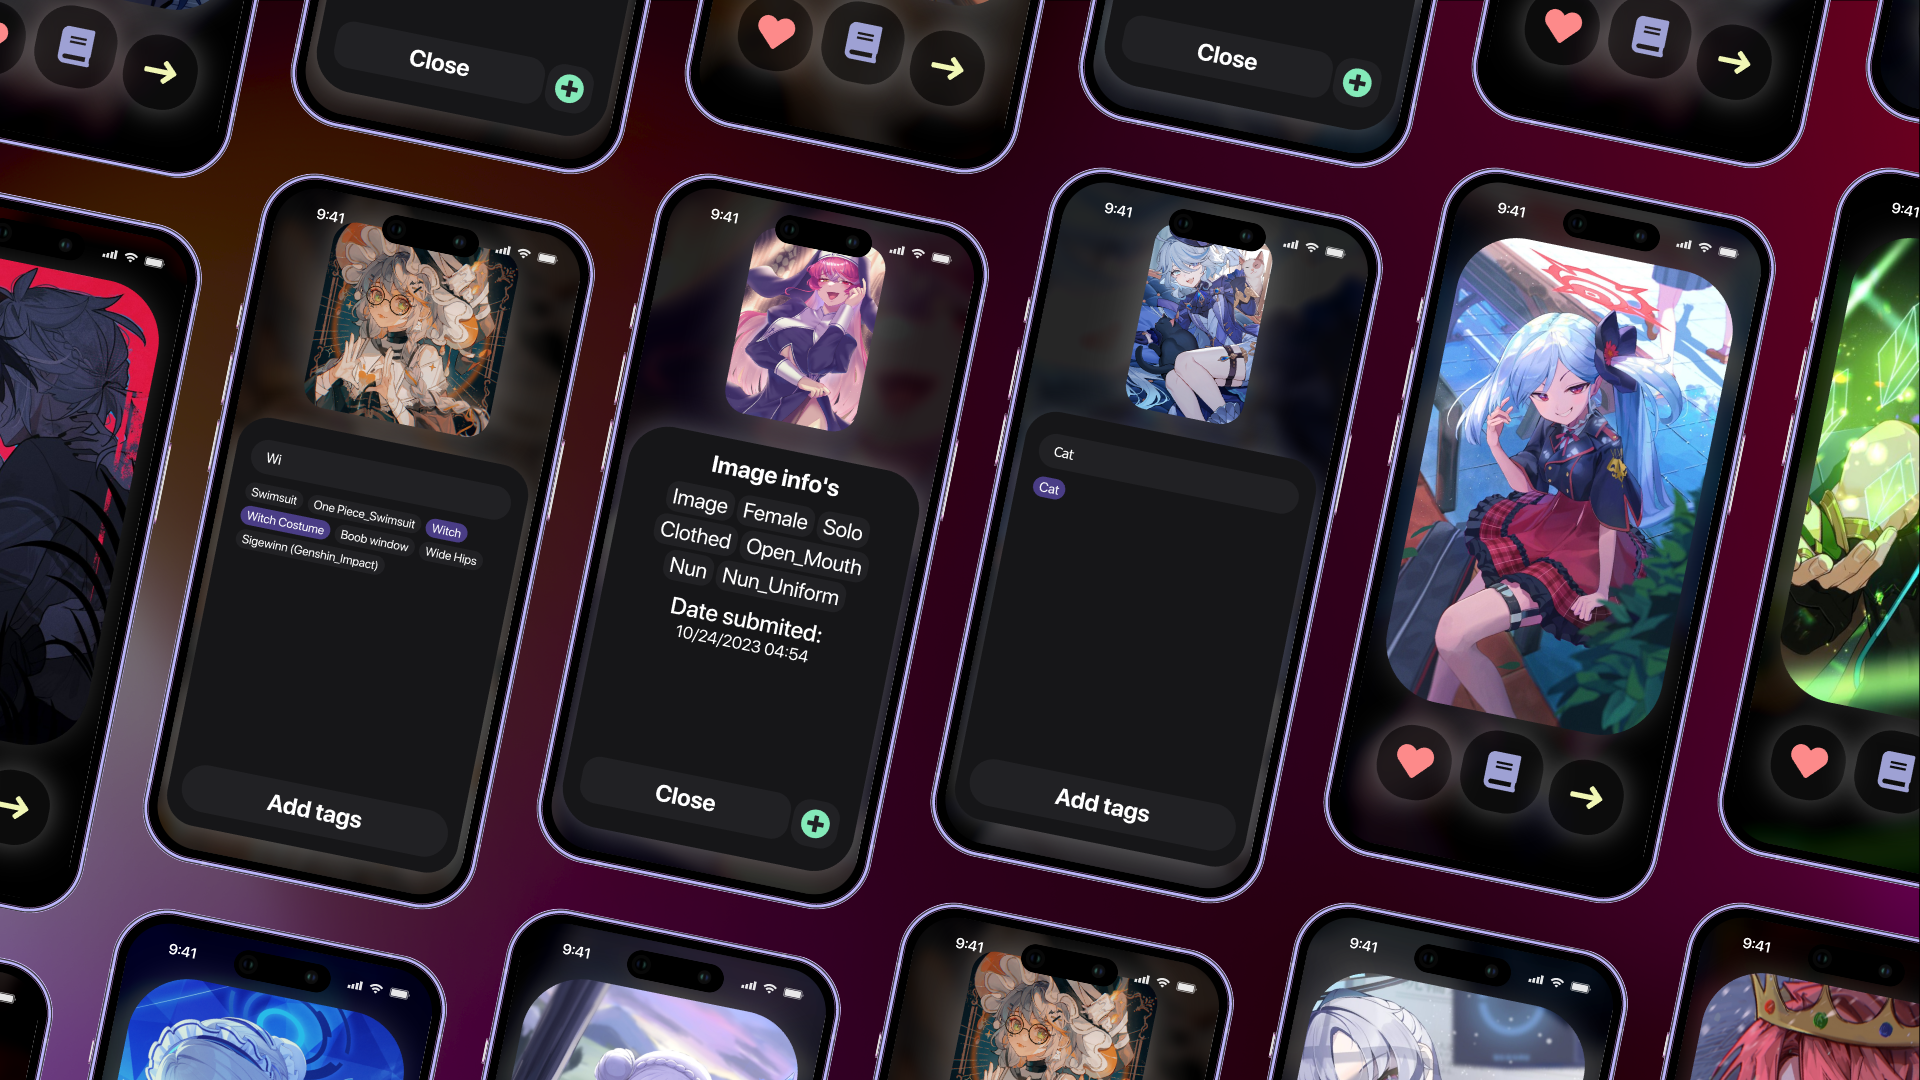 Close
Close
9:41
9:41
9:41
9:41
9:41
Wi
Swimsuit
One Piece_Swimsuit
Witch
Witch Costume
Boob window
Wide Hips
Sigewinn (Genshin_Impact)
Add tags
Image info's
Image
Female
Solo
Clothed
Open_Mouth
Nun
Nun_Uniform
Date submited:
10/24/2023 04:54
Close
Cat
Cat
Add tags
9:41
9:41
9:41
9:41
9:41